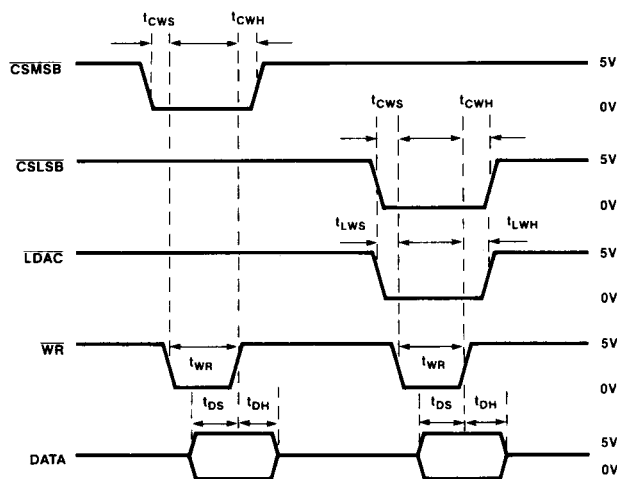 tCWS tCWH
CSMSB 5V
0V
tCWS tCWH
CSLSB 5V
0V
tLWS tLWH
LDAC 5V
0V
WR tWR tWR 5V
0V
tDS tDH tDS tDH
DATA 5V
0V